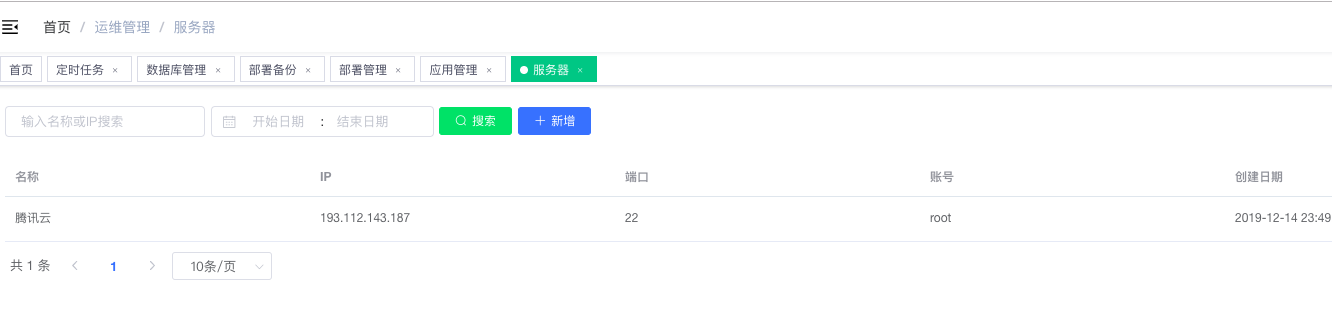 首页 / 运维管理 / 服务器
首页 定时任务 × 数据库管理 × 部署备份 × 部署管理 × 应用管理 × 服务器 ×
输入名称或IP搜索 开始日期 : 结束日期 搜索 + 新增
名称 IP 端口 账号 创建日期
腾讯云 193.112.143.187 22 root 2019-12-14 23:49
共 1 条 < 1 > 10条/页